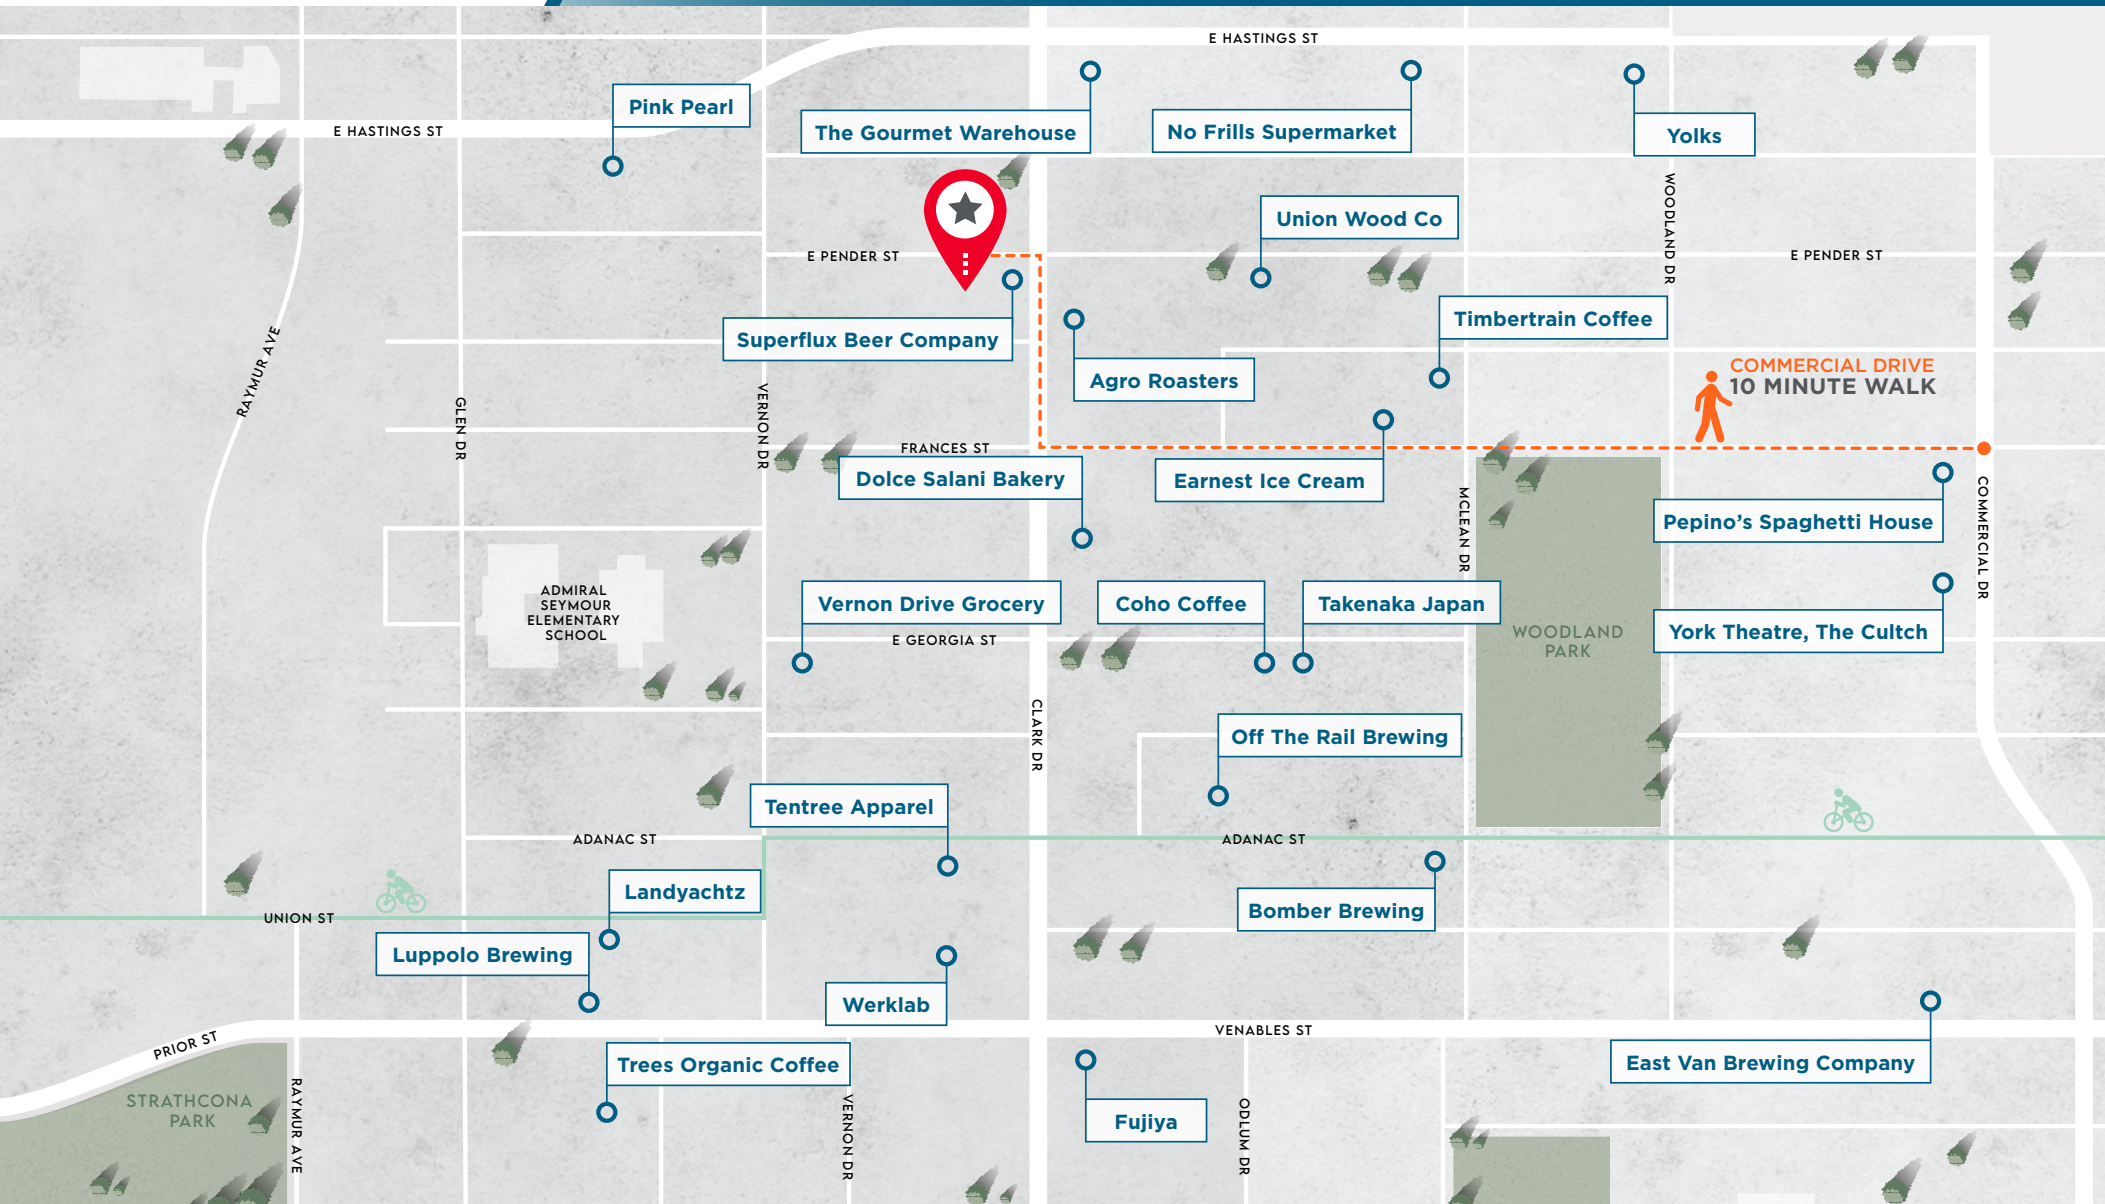 E HASTINGS ST
Pink Pearl
The Gourmet Warehouse
No Frills Supermarket
Yolks
E HASTINGS ST
WOODLAND DR
Union Wood Co
E PENDER ST
E PENDER ST
Superflux Beer Company
Timbertrain Coffee
RAYMUR AVE
Agro Roasters
COMMERCIAL DRIVE
10 MINUTE WALK
GLEN DR
VERNON DR
FRANCES ST
Dolce Salani Bakery
Earnest Ice Cream
MCLEAN DR
Pepino's Spaghetti House
COMMERCIAL DR
ADMIRAL
SEYMOUR
ELEMENTARY
SCHOOL
Vernon Drive Grocery
Coho Coffee
Takenaka Japan
WOODLAND
PARK
York Theatre, The Cultch
E GEORGIA ST
CLARK DR
Off The Rail Brewing
Tentree Apparel
ADANAC ST
ADANAC ST
Landyachtz
Bomber Brewing
UNION ST
Luppolo Brewing
Werklab
PRIOR ST
VENABLES ST
Trees Organic Coffee
East Van Brewing Company
STRATHCONA
PARK
RAYMUR AVE
VERNON DR
Fujiya
ODLUM DR